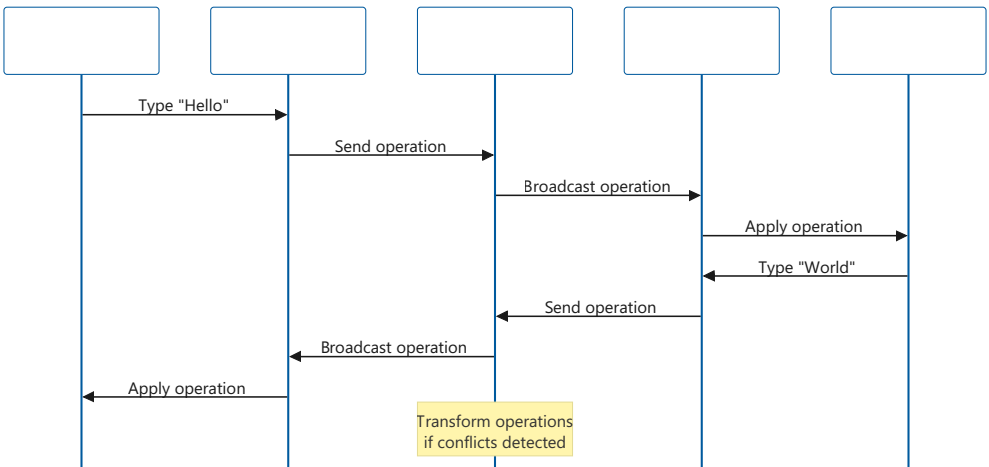 Type "Hello"
Send operation
Broadcast operation
Apply operation
Type "World"
Send operation
Broadcast operation
Apply operation
Transform operations
if conflicts detected